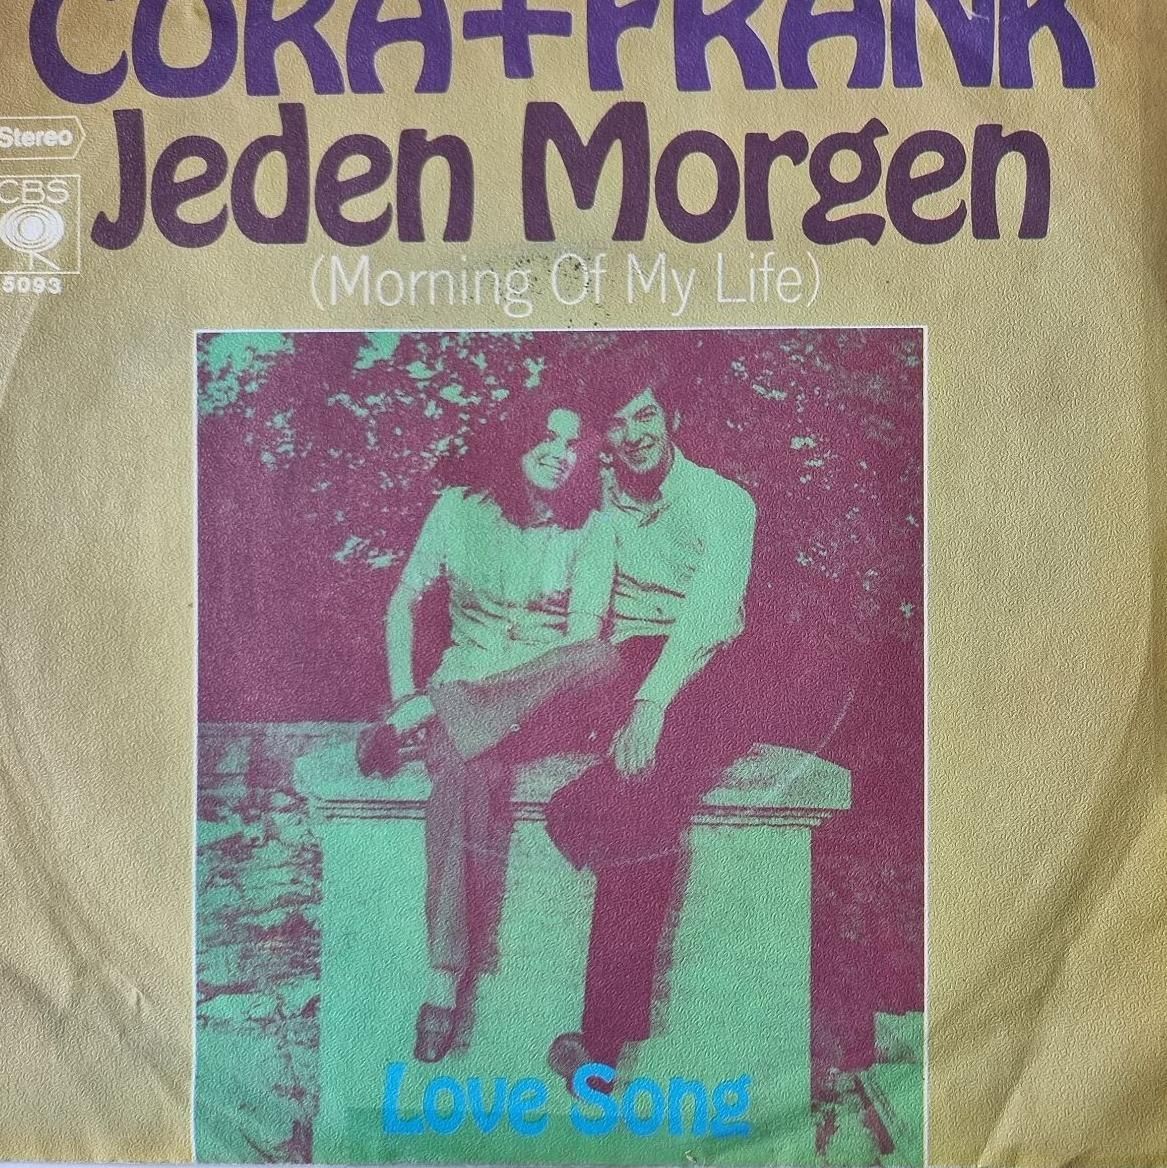 CORA+FRANK
Jeden Morgen
Stereo
CBS
5093
(Morning Of My Life)
Love Song